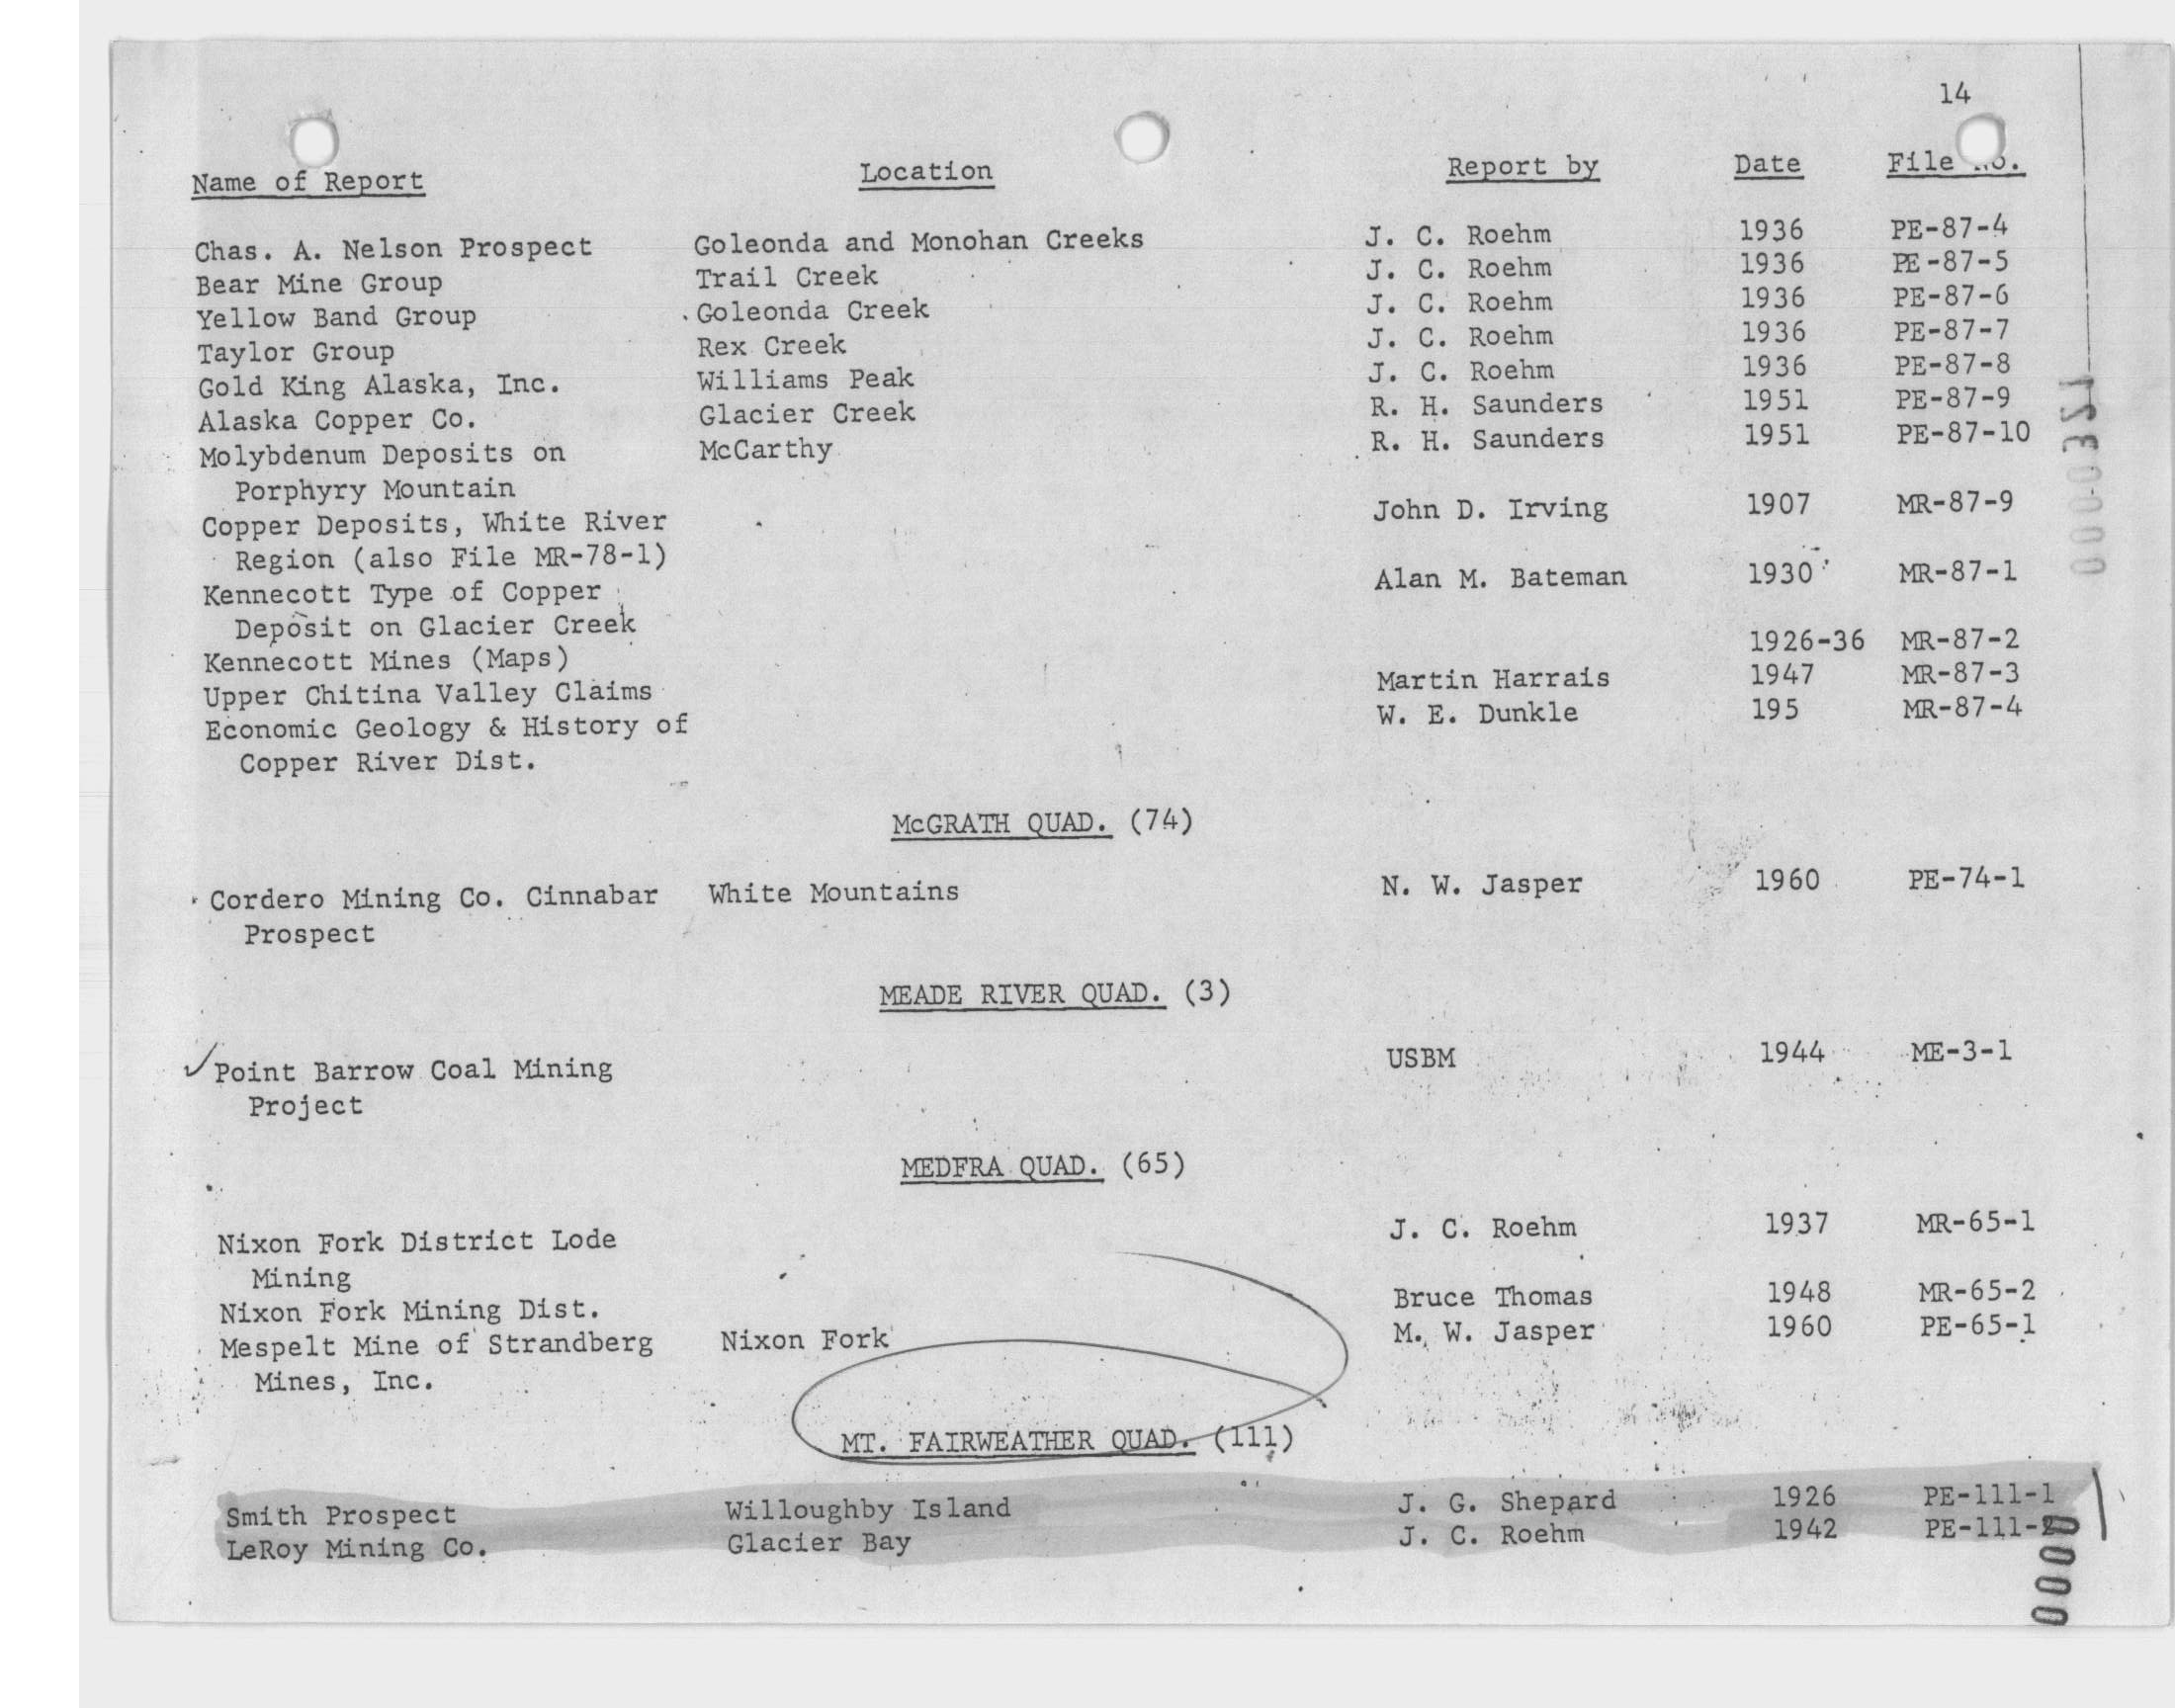 14
Name of Report Location Report by Date File No.
Chas. A. Nelson Prospect Goleonda and Monohan Creeks J. C. Roehm 1936 PE-87-4
Bear Mine Group Trail Creek J. C. Roehm 1936 PE-87-5
Yellow Band Group Goleonda Creek J. C. Roehm 1936 PE-87-6
Taylor Group Rex Creek J. C. Roehm 1936 PE-87-7
Gold King Alaska, Inc. Williams Peak J. C. Roehm 1936 PE-87-8
Alaska Copper Co. Glacier Creek R. H. Saunders 1951 PE-87-9
Molybdenum Deposits on McCarthy R. H. Saunders 1951 PE-87-10
Porphyry Mountain
Copper Deposits, White River John D. Irving 1907 MR-87-9
Region (also File MR-78-1)
Kennecott Type of Copper Alan M. Bateman 1930 MR-87-1
Deposit on Glacier Creek
Kennecott Mines (Maps) 1926-36 MR-87-2
Upper Chitina Valley Claims Martin Harrais 1947 MR-87-3
Economic Geology & History of W. E. Dunkle 195 MR-87-4
Copper River Dist.
McGRATH QUAD. (74)
Cordero Mining Co. Cinnabar White Mountains N. W. Jasper 1960 PE-74-1
Prospect
MEADE RIVER QUAD. (3)
Point Barrow Coal Mining USBM 1944 ME-3-1
Project
MEDFRA QUAD. (65)
Nixon Fork District Lode J. C. Roehm 1937 MR-65-1
Mining
Nixon Fork Mining Dist. Bruce Thomas 1948 MR-65-2
Mespelt Mine of Strandberg Nixon Fork M. W. Jasper 1960 PE-65-1
Mines, Inc.
MT. FAIRWEATHER QUAD. (111)
Smith Prospect Willoughby Island J. G. Shepard 1926 PE-111-1
LeRoy Mining Co. Glacier Bay J. C. Roehm 1942 PE-111-2